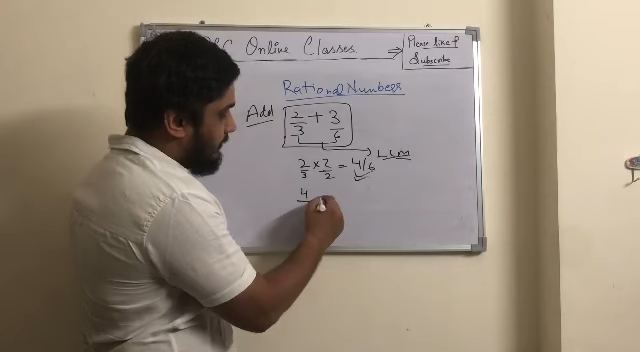 Online Classes
⇒ Please like &
Subscribe
Rational Numbers
Add 2/3 + 3/6
→ LCM
2/3 × 2/2 = 4/6
4